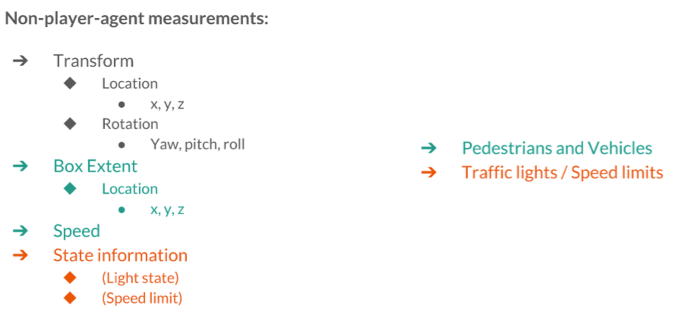 Non-player-agent measurements:
Transform
Location
x, y, z
Rotation
Yaw, pitch, roll
Box Extent
Location
x, y, z
Speed
State information
(Light state)
(Speed limit)
Pedestrians and Vehicles
Traffic lights / Speed limits